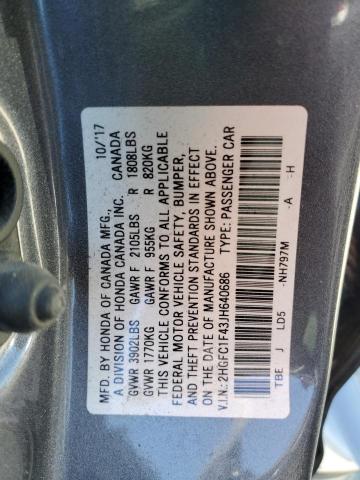 MFD. BY HONDA OF CANADA MFG., 10/'17
A DIVISION OF HONDA CANADA INC. CANADA
GVWR 3902LBS GAWR F 2105LBS R 1808LBS
GVWR 1770KG GAWR F 955KG R 820KG
THIS VEHICLE CONFORMS TO ALL APPLICABLE
FEDERAL MOTOR VEHICLE SAFETY, BUMPER,
AND THEFT PREVENTION STANDARDS IN EFFECT
ON THE DATE OF MANUFACTURE SHOWN ABOVE.
V.I.N.: 2HGFC1F43JH640686 TYPE: PASSENGER CAR
TBE J LD5 -NH797M -A -H